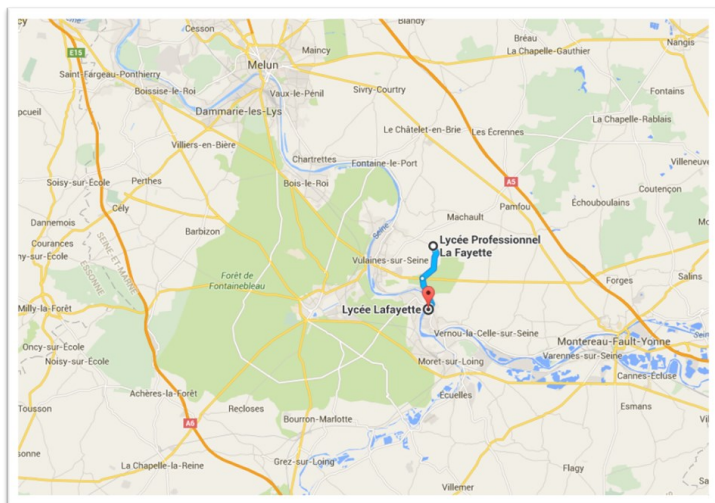 Cesson
Blandy
Bréau
Nangis
E15
Maincy
La Chapelle-Gauthier
Melun
Saint-Fargeau-Ponthierry
Boissise-le-Roi
Vaux-le-Pénil
Sivry-Courtry
Fontains
Dammarie-les-Lys
La Chapelle-Rablais
Le Châtelet-en-Brie
Les Écrennes
Villiers-en-Bière
Chartrettes
Fontaine-le-Port
Villeneuve
Soisy-sur-École
Perthes
Bois-le-Roi
A5
Coutençon
Cély
Pamfou
Échouboulains
Dannemois
Machault
Barbizon
Seine
Courances
SEINE-ET-MARNE
ESSONNE
Lycée Professionnel
La Fayette
Vulaines-sur-Seine
Forêt de
Fontainebleau
Forges
Salins
Milly-la-Forêt
Lycée Lafayette
Vernou-la-Celle-sur-Seine
Oncy-sur-École
Montereau-Fault-Yonne
Noisy-sur-École
Moret-sur-Loing
Varennes-sur-Seine
Cannes-Écluse
Achères-la-Forêt
Écuelles
Tousson
Recloses
Esmans
A6
Bourron-Marlotte
La Chapelle-la-Reine
Grez-sur-Loing
Flagy
Villemer